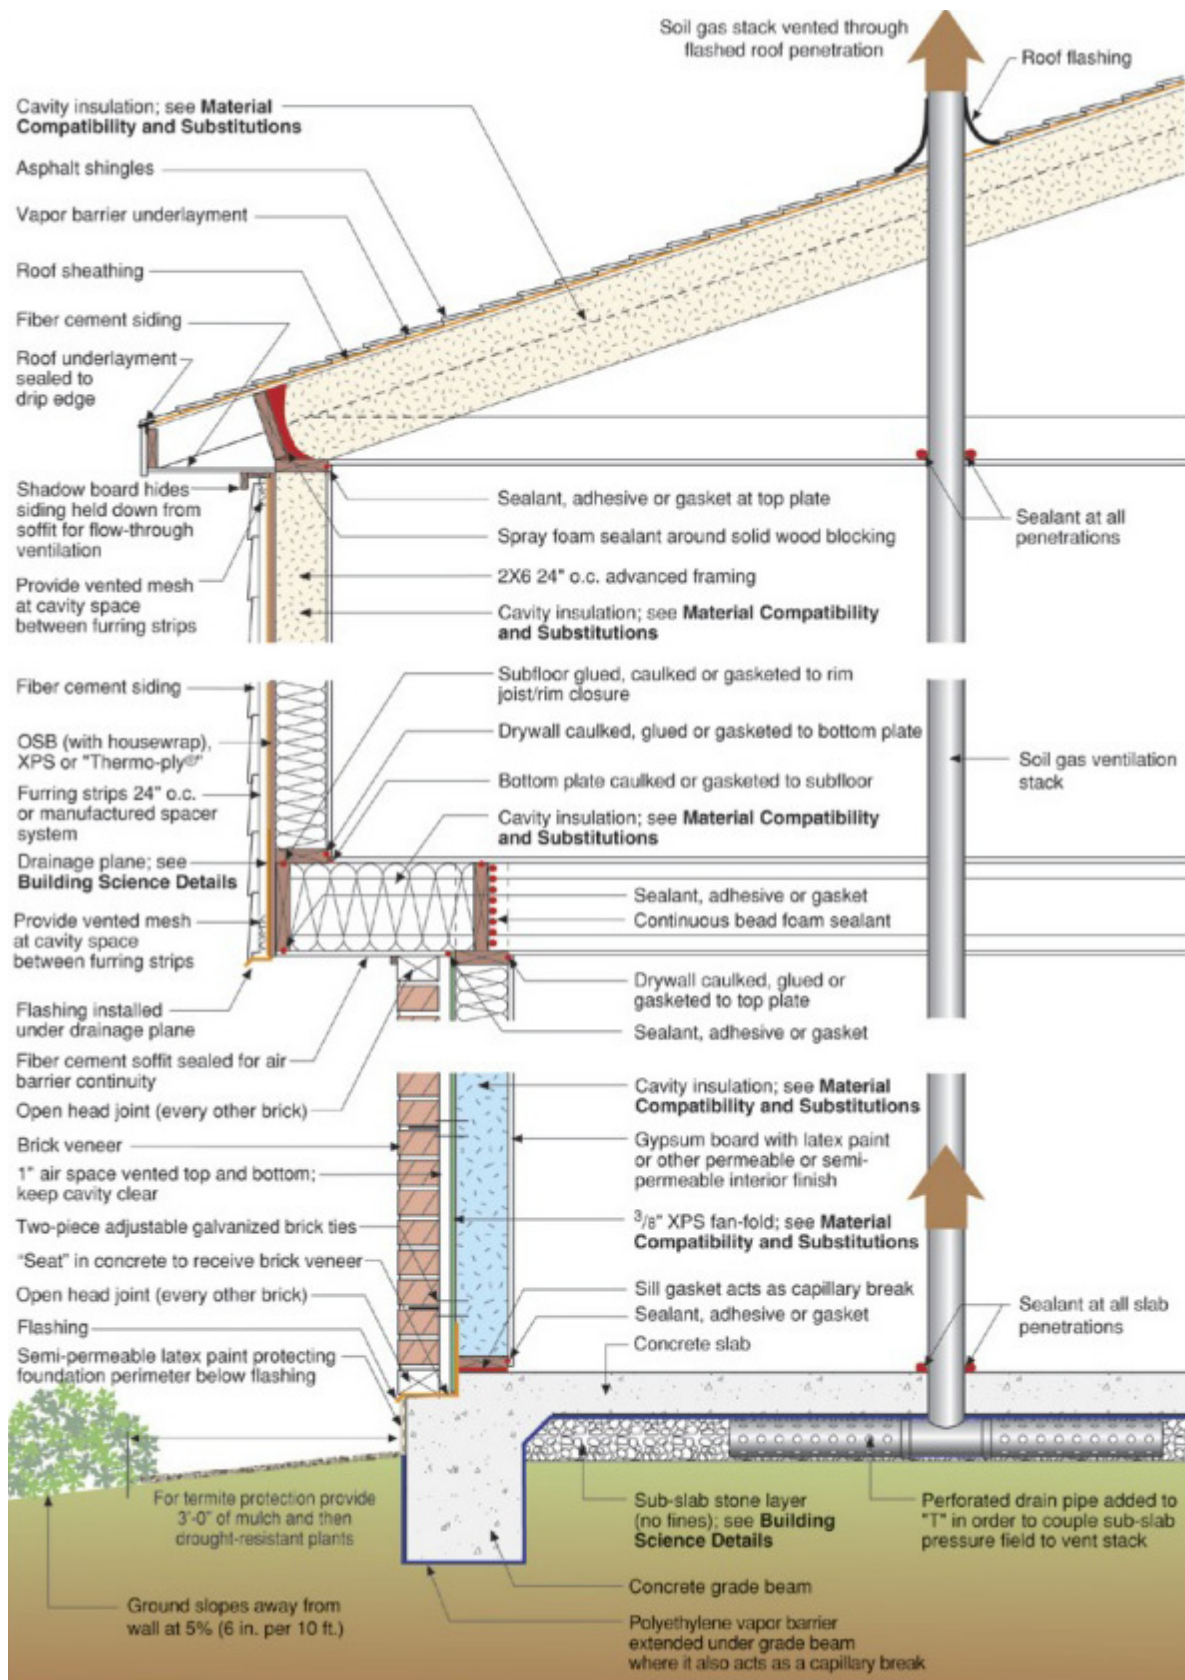 Soil gas stack vented through
flashed roof penetration
Roof flashing
Cavity insulation; see Material
Compatibility and Substitutions
Asphalt shingles
Vapor barrier underlayment
Roof sheathing
Fiber cement siding
Roof underlayment
sealed to
drip edge
Shadow board hides
siding held down from
soffit for flow-through
ventilation
Provide vented mesh
at cavity space
between furring strips
Sealant, adhesive or gasket at top plate
Spray foam sealant around solid wood blocking
2X6 24" o.c. advanced framing
Cavity insulation; see Material Compatibility
and Substitutions
Sealant at all
penetrations
Fiber cement siding
OSB (with housewrap),
XPS or "Thermo-ply®"
Furring strips 24" o.c.
or manufactured spacer
system
Drainage plane; see
Building Science Details
Provide vented mesh
at cavity space
between furring strips
Flashing installed
under drainage plane
Fiber cement soffit sealed for air
barrier continuity
Open head joint (every other brick)
Subfloor glued, caulked or gasketed to rim
joist/rim closure
Drywall caulked, glued or gasketed to bottom plate
Bottom plate caulked or gasketed to subfloor
Cavity insulation; see Material Compatibility
and Substitutions
Sealant, adhesive or gasket
Continuous bead foam sealant
Drywall caulked, glued or
gasketed to top plate
Sealant, adhesive or gasket
Soil gas ventilation
stack
Brick veneer
1" air space vented top and bottom;
keep cavity clear
Two-piece adjustable galvanized brick ties
"Seat" in concrete to receive brick veneer
Open head joint (every other brick)
Flashing
Semi-permeable latex paint protecting
foundation perimeter below flashing
Cavity insulation; see Material
Compatibility and Substitutions
Gypsum board with latex paint
or other permeable or semi-
permeable interior finish
3/8" XPS fan-fold; see Material
Compatibility and Substitutions
Sill gasket acts as capillary break
Sealant, adhesive or gasket
Concrete slab
Sealant at all slab
penetrations
For termite protection provide
3'-0" of mulch and then
drought-resistant plants
Ground slopes away from
wall at 5% (6 in. per 10 ft.)
Sub-slab stone layer
(no fines); see Building
Science Details
Perforated drain pipe added to
"T" in order to couple sub-slab
pressure field to vent stack
Concrete grade beam
Polyethylene vapor barrier
extended under grade beam
where it also acts as a capillary break